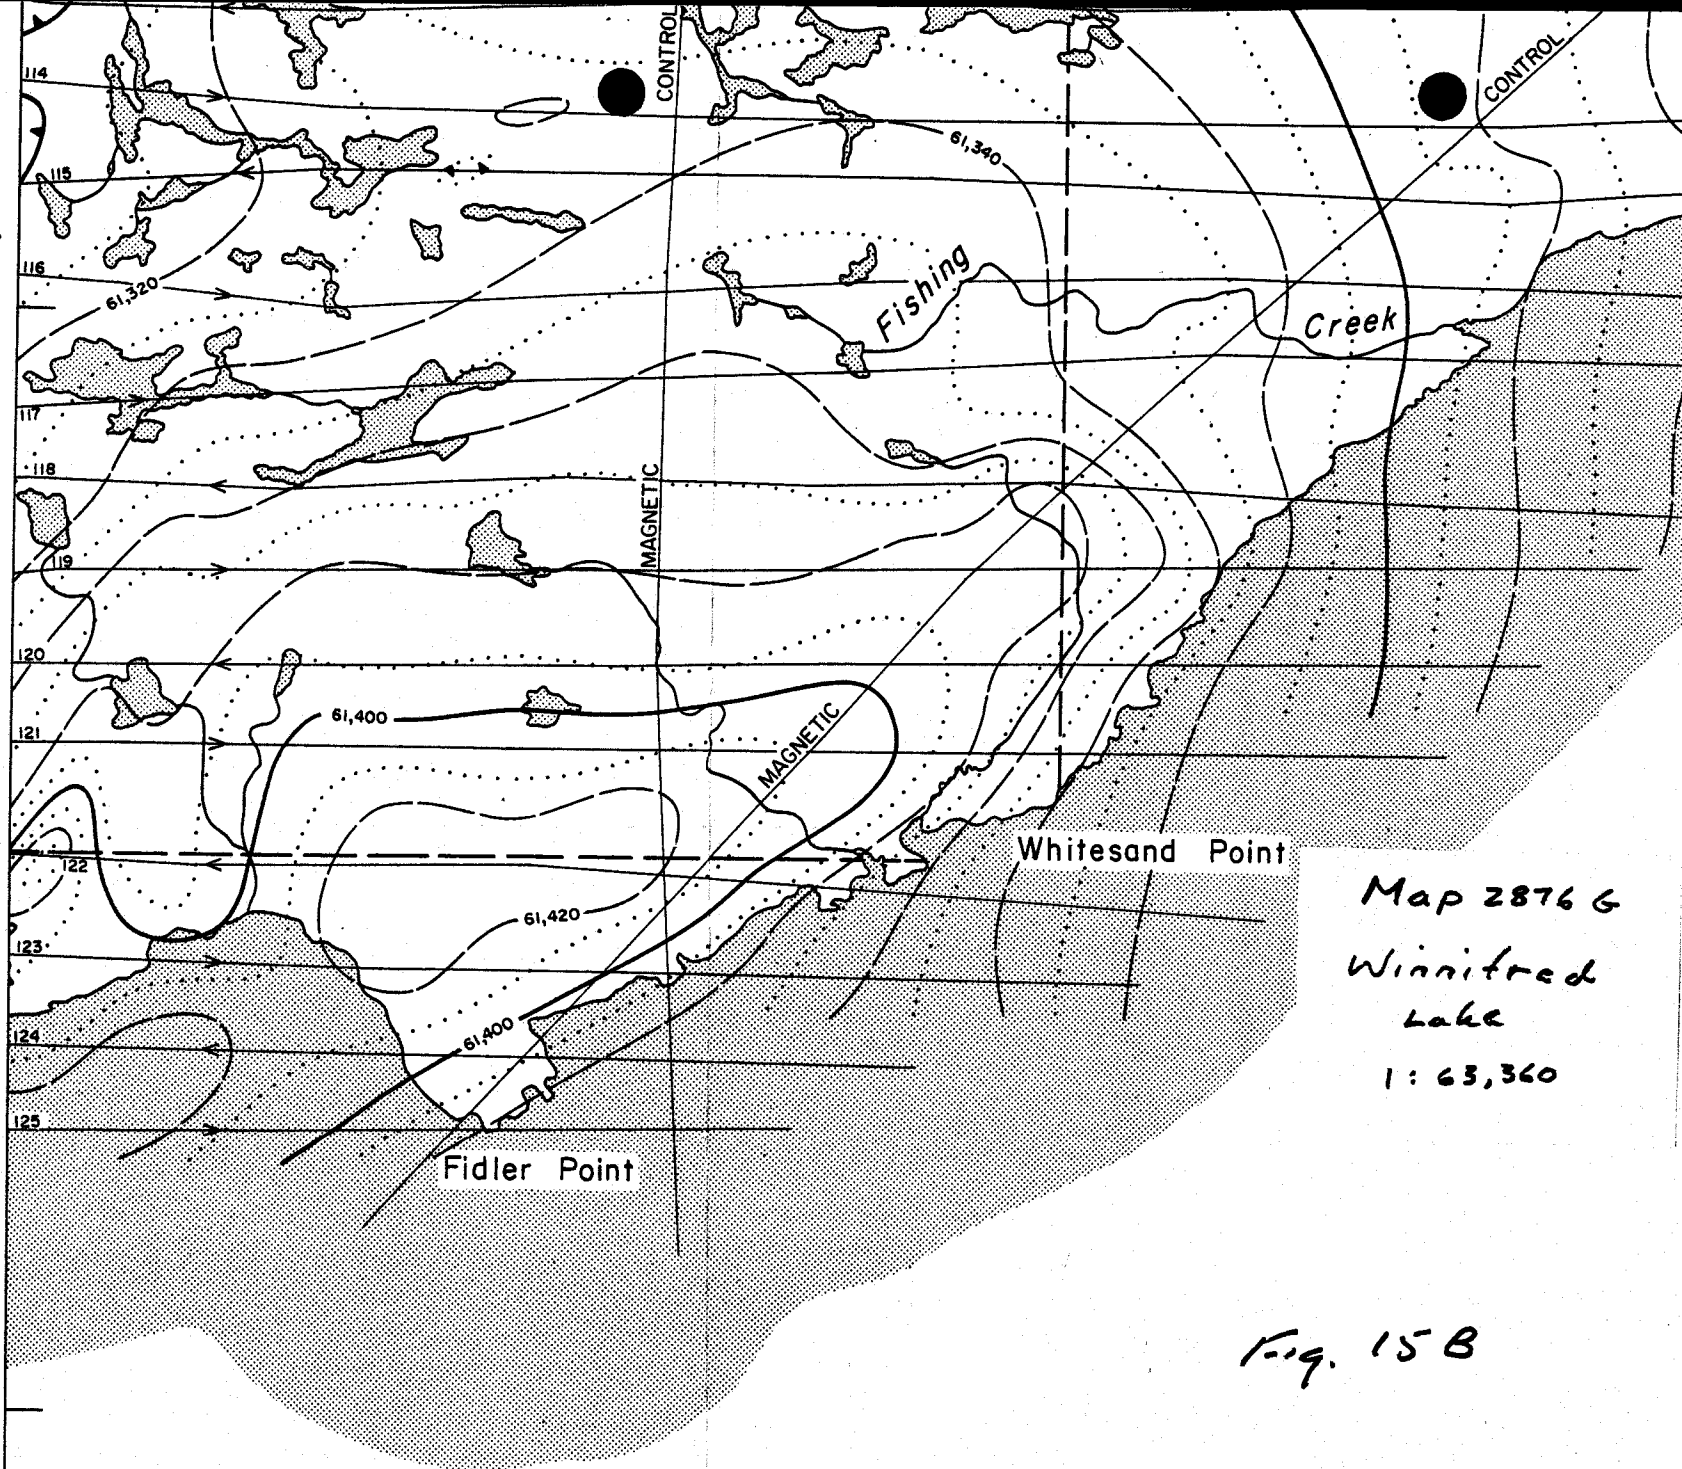 CONTROL
CONTROL
114
61,340
115
116
61,320
Fishing
Creek
117
118
MAGNETIC
119
120
61,400
MAGNETIC
121
122
Whitesand Point
61,420
123
61,400
124
125
Fidler Point
Map 2876 G
Winnifred
Lake
1 : 63,360
Fig. 15 B